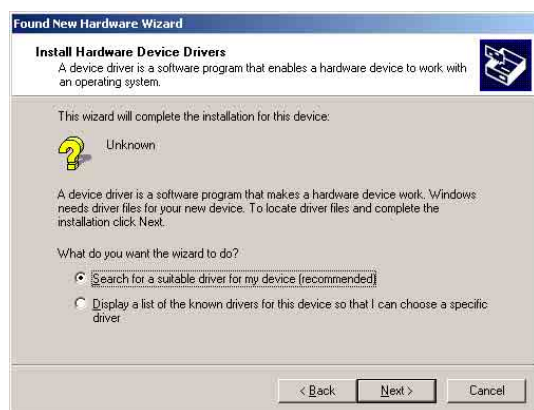 Found New Hardware Wizard
Install Hardware Device Drivers
A device driver is a software program that enables a hardware device to work with
an operating system.
This wizard will complete the installation for this device:
Unknown
A device driver is a software program that makes a hardware device work. Windows
needs driver files for your new device. To locate driver files and complete the
installation click Next.
What do you want the wizard to do?
Search for a suitable driver for my device (recommended)
Display a list of the known drivers for this device so that I can choose a specific
driver
< Back
Next >
Cancel